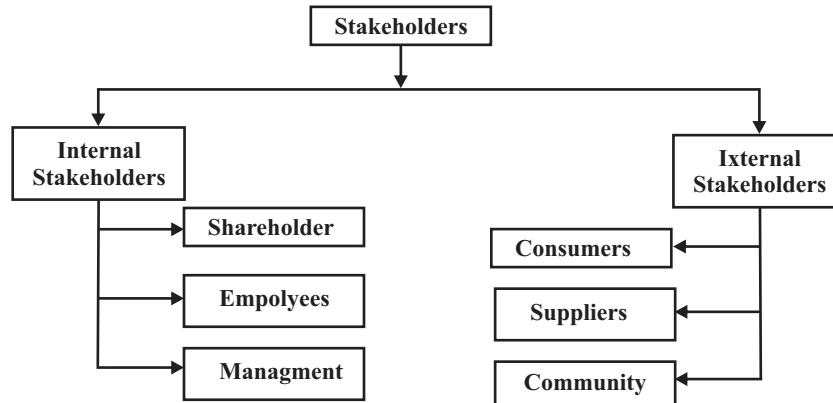 Stakeholders
Internal
Stakeholders
Shareholder
Empolyees
Managment
Ixternal
Stakeholders
Consumers
Suppliers
Community